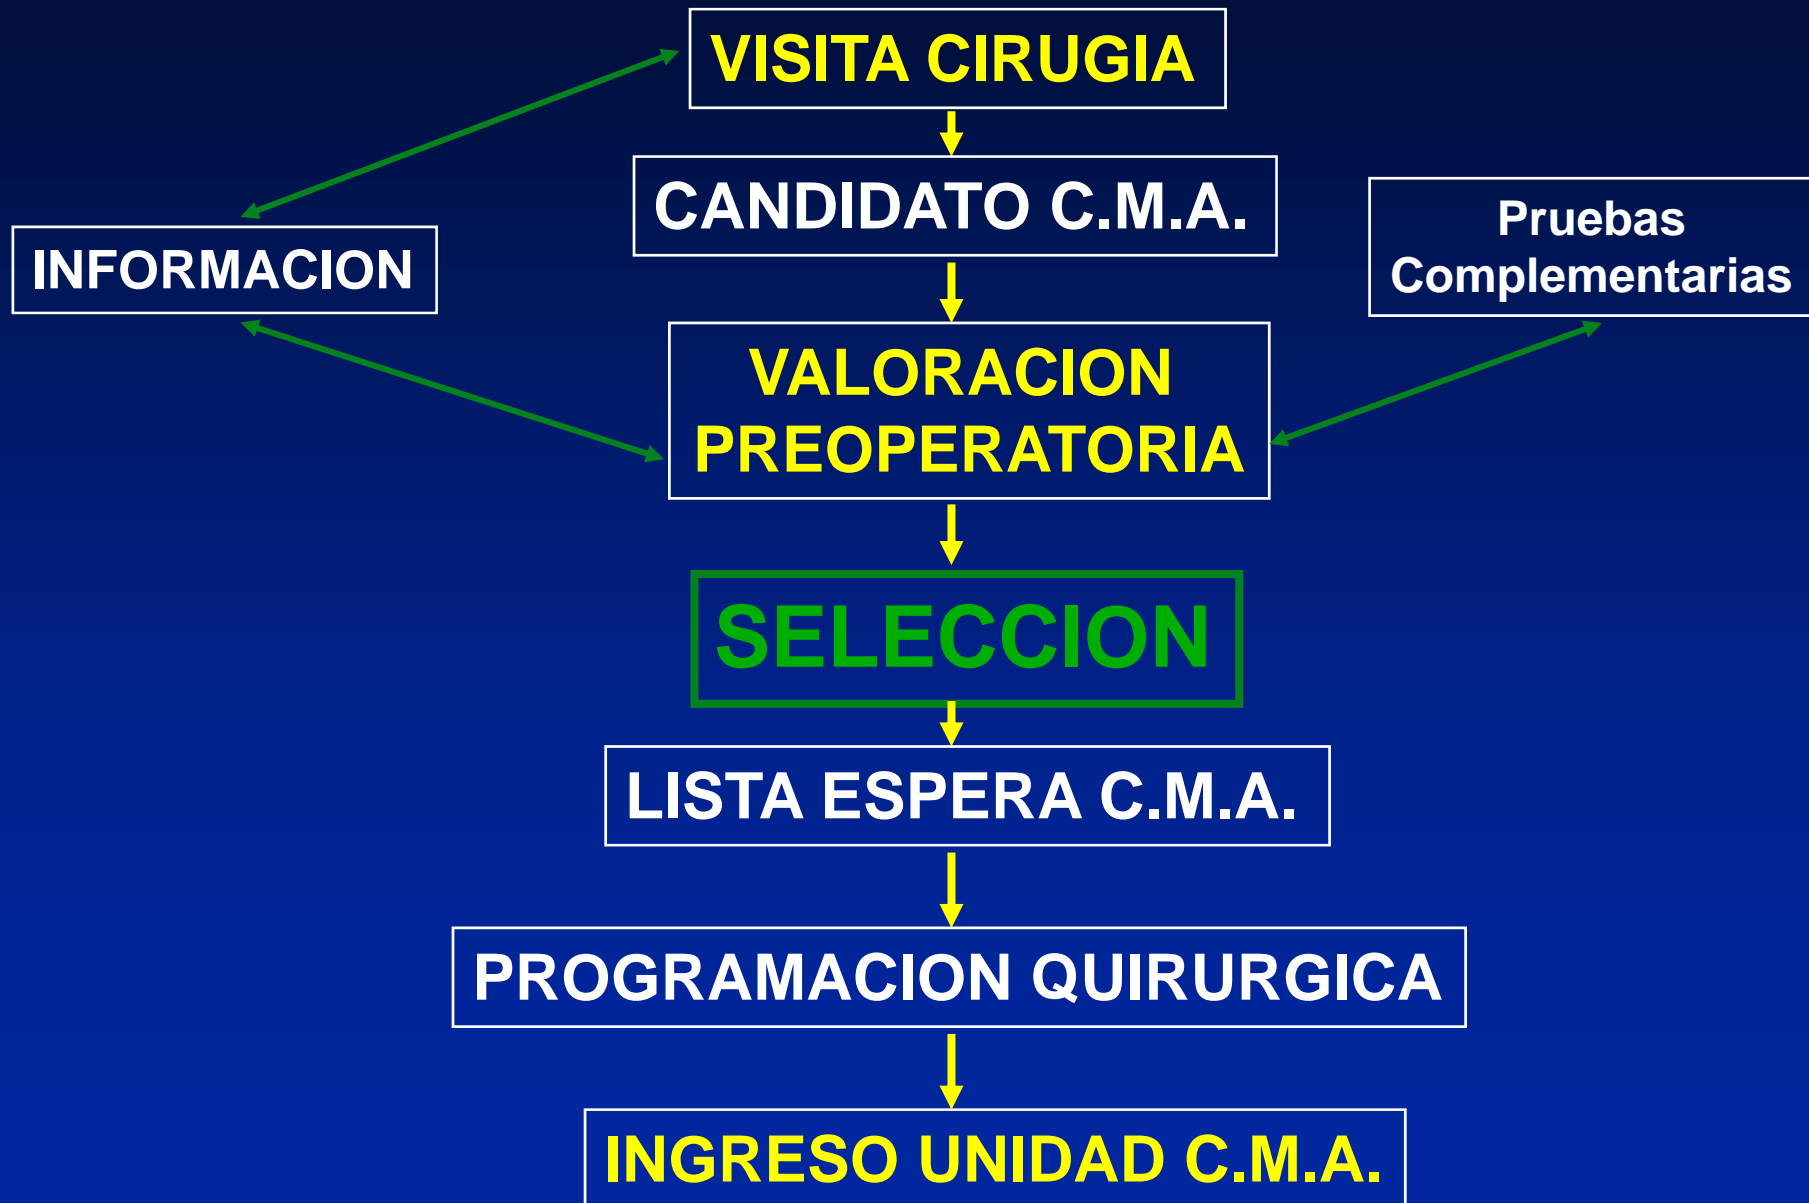 VISITA CIRUGIA
CANDIDATO C.M.A.
INFORMACION
Pruebas
Complementarias
VALORACION
PREOPERATORIA
SELECCION
LISTA ESPERA C.M.A.
PROGRAMACION QUIRURGICA
INGRESO UNIDAD C.M.A.